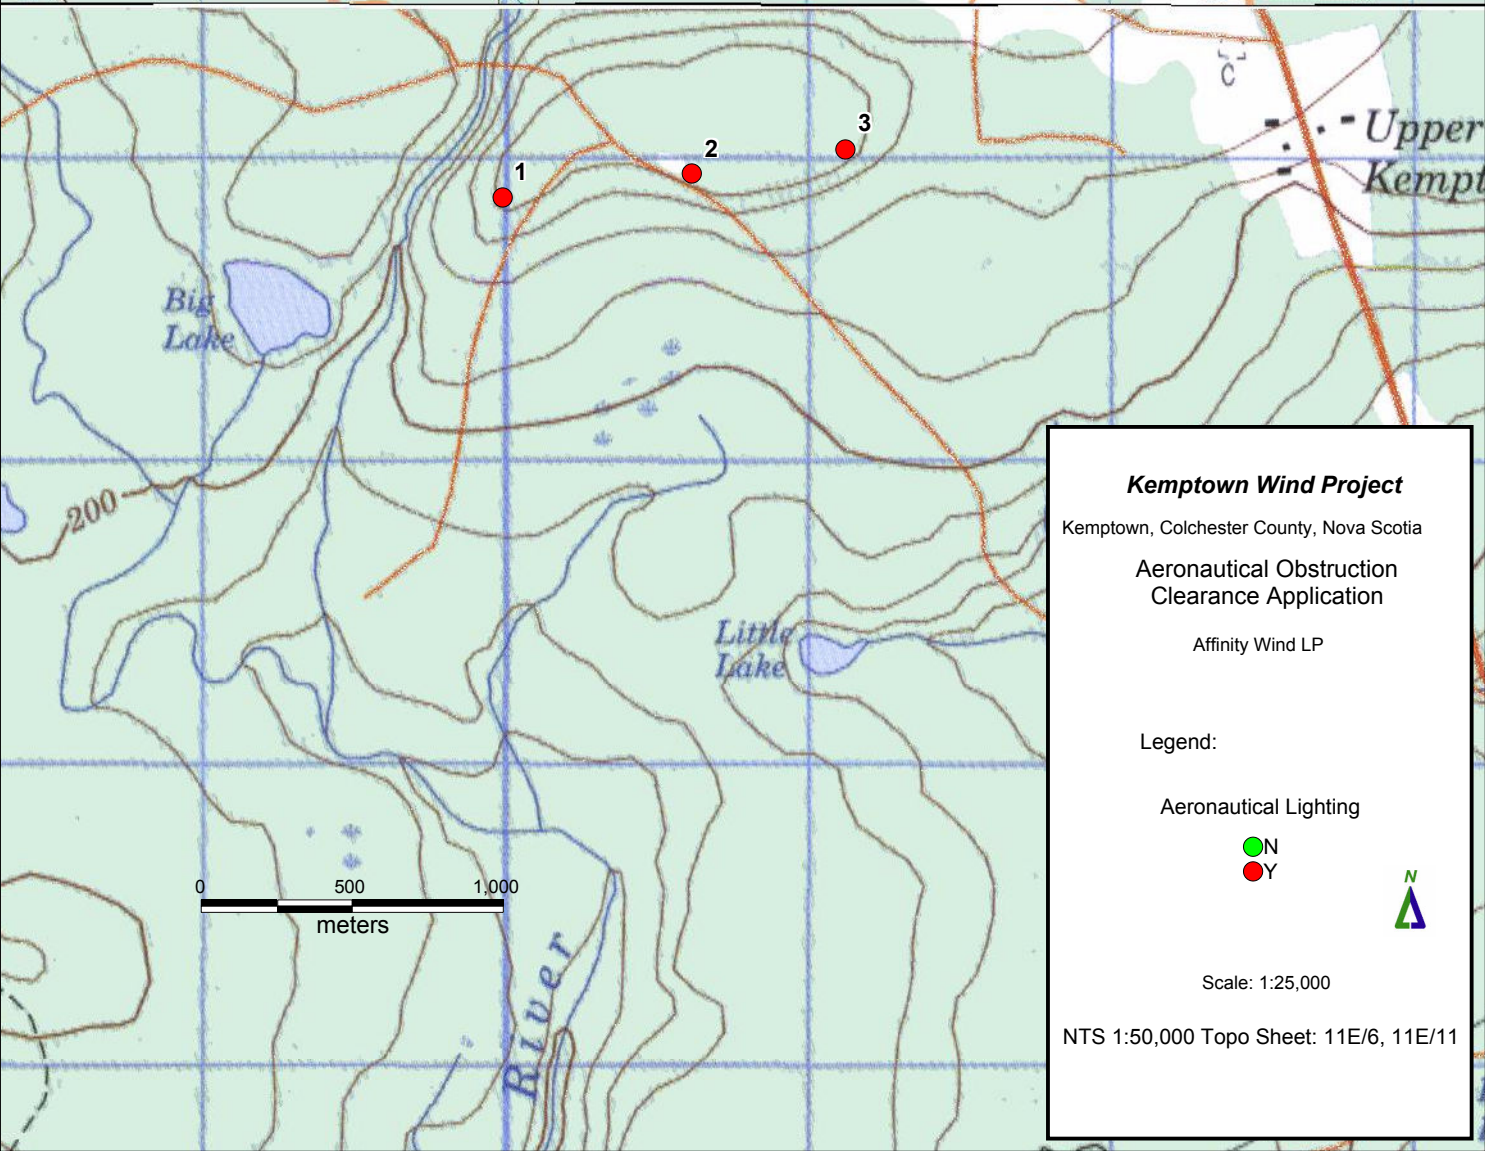 3
2
1
C
Upper
Kempt
Big
Lake
200
Little
Lake
0 500 1,000
meters
River
Kemptown Wind Project
Kemptown, Colchester County, Nova Scotia
Aeronautical Obstruction
Clearance Application
Affinity Wind LP
Legend:
Aeronautical Lighting
N
Y
N
Scale: 1:25,000
NTS 1:50,000 Topo Sheet: 11E/6, 11E/11